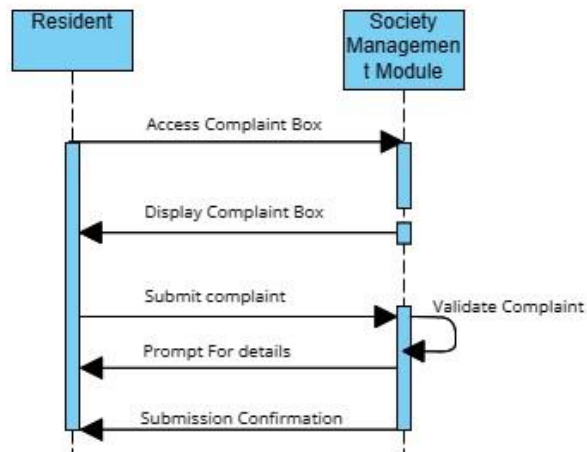 Resident
Society
Managemen
t Module
Access Complaint Box
Display Complaint Box
Submit complaint
Validate Complaint
Prompt For details
Submission Confirmation